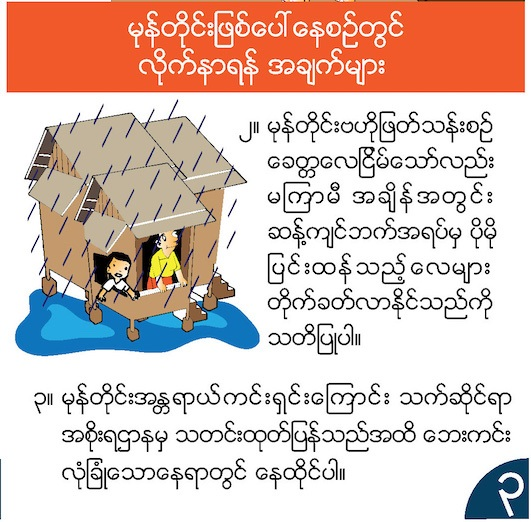 မုန်တိုင်းဖြစ်ပေါ်နေစဉ်တွင်
လိုက်နာရန် အချက်များ
၂။ မုန်တိုင်းဗဟိုဖြတ်သန်းစဉ်
ခေတ္တလေငြိမ်သော်လည်း
မကြာမီ အချိန်အတွင်း
ဆန့်ကျင်ဘက်အရပ်မှ ပိုမို
ပြင်းထန်သည့်လေများ
တိုက်ခတ်လာနိုင်သည်ကို
သတိပြုပါ။
၃။ မုန်တိုင်းအန္တရာယ်ကင်းရှင်းကြောင်း သက်ဆိုင်ရာ
အစိုးရဌာနမှ သတင်းထုတ်ပြန်သည်အထိ ဘေးကင်း
လုံခြုံသောနေရာတွင် နေထိုင်ပါ။
၃